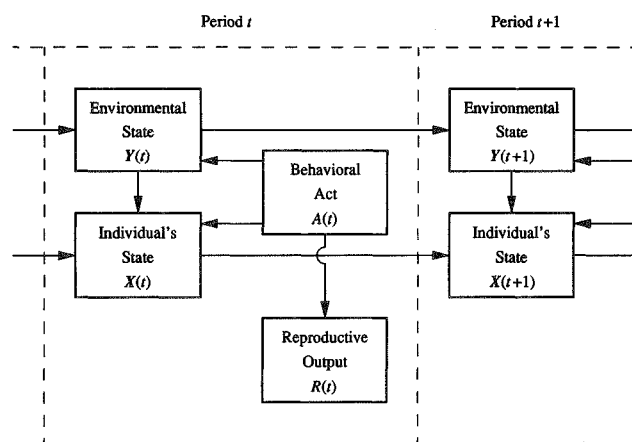 Period t
Period t+1
Environmental
State
Y(t)
Behavioral
Act
A(t)
Individual's
State
X(t)
Reproductive
Output
R(t)
Environmental
State
Y(t+1)
Individual's
State
X(t+1)